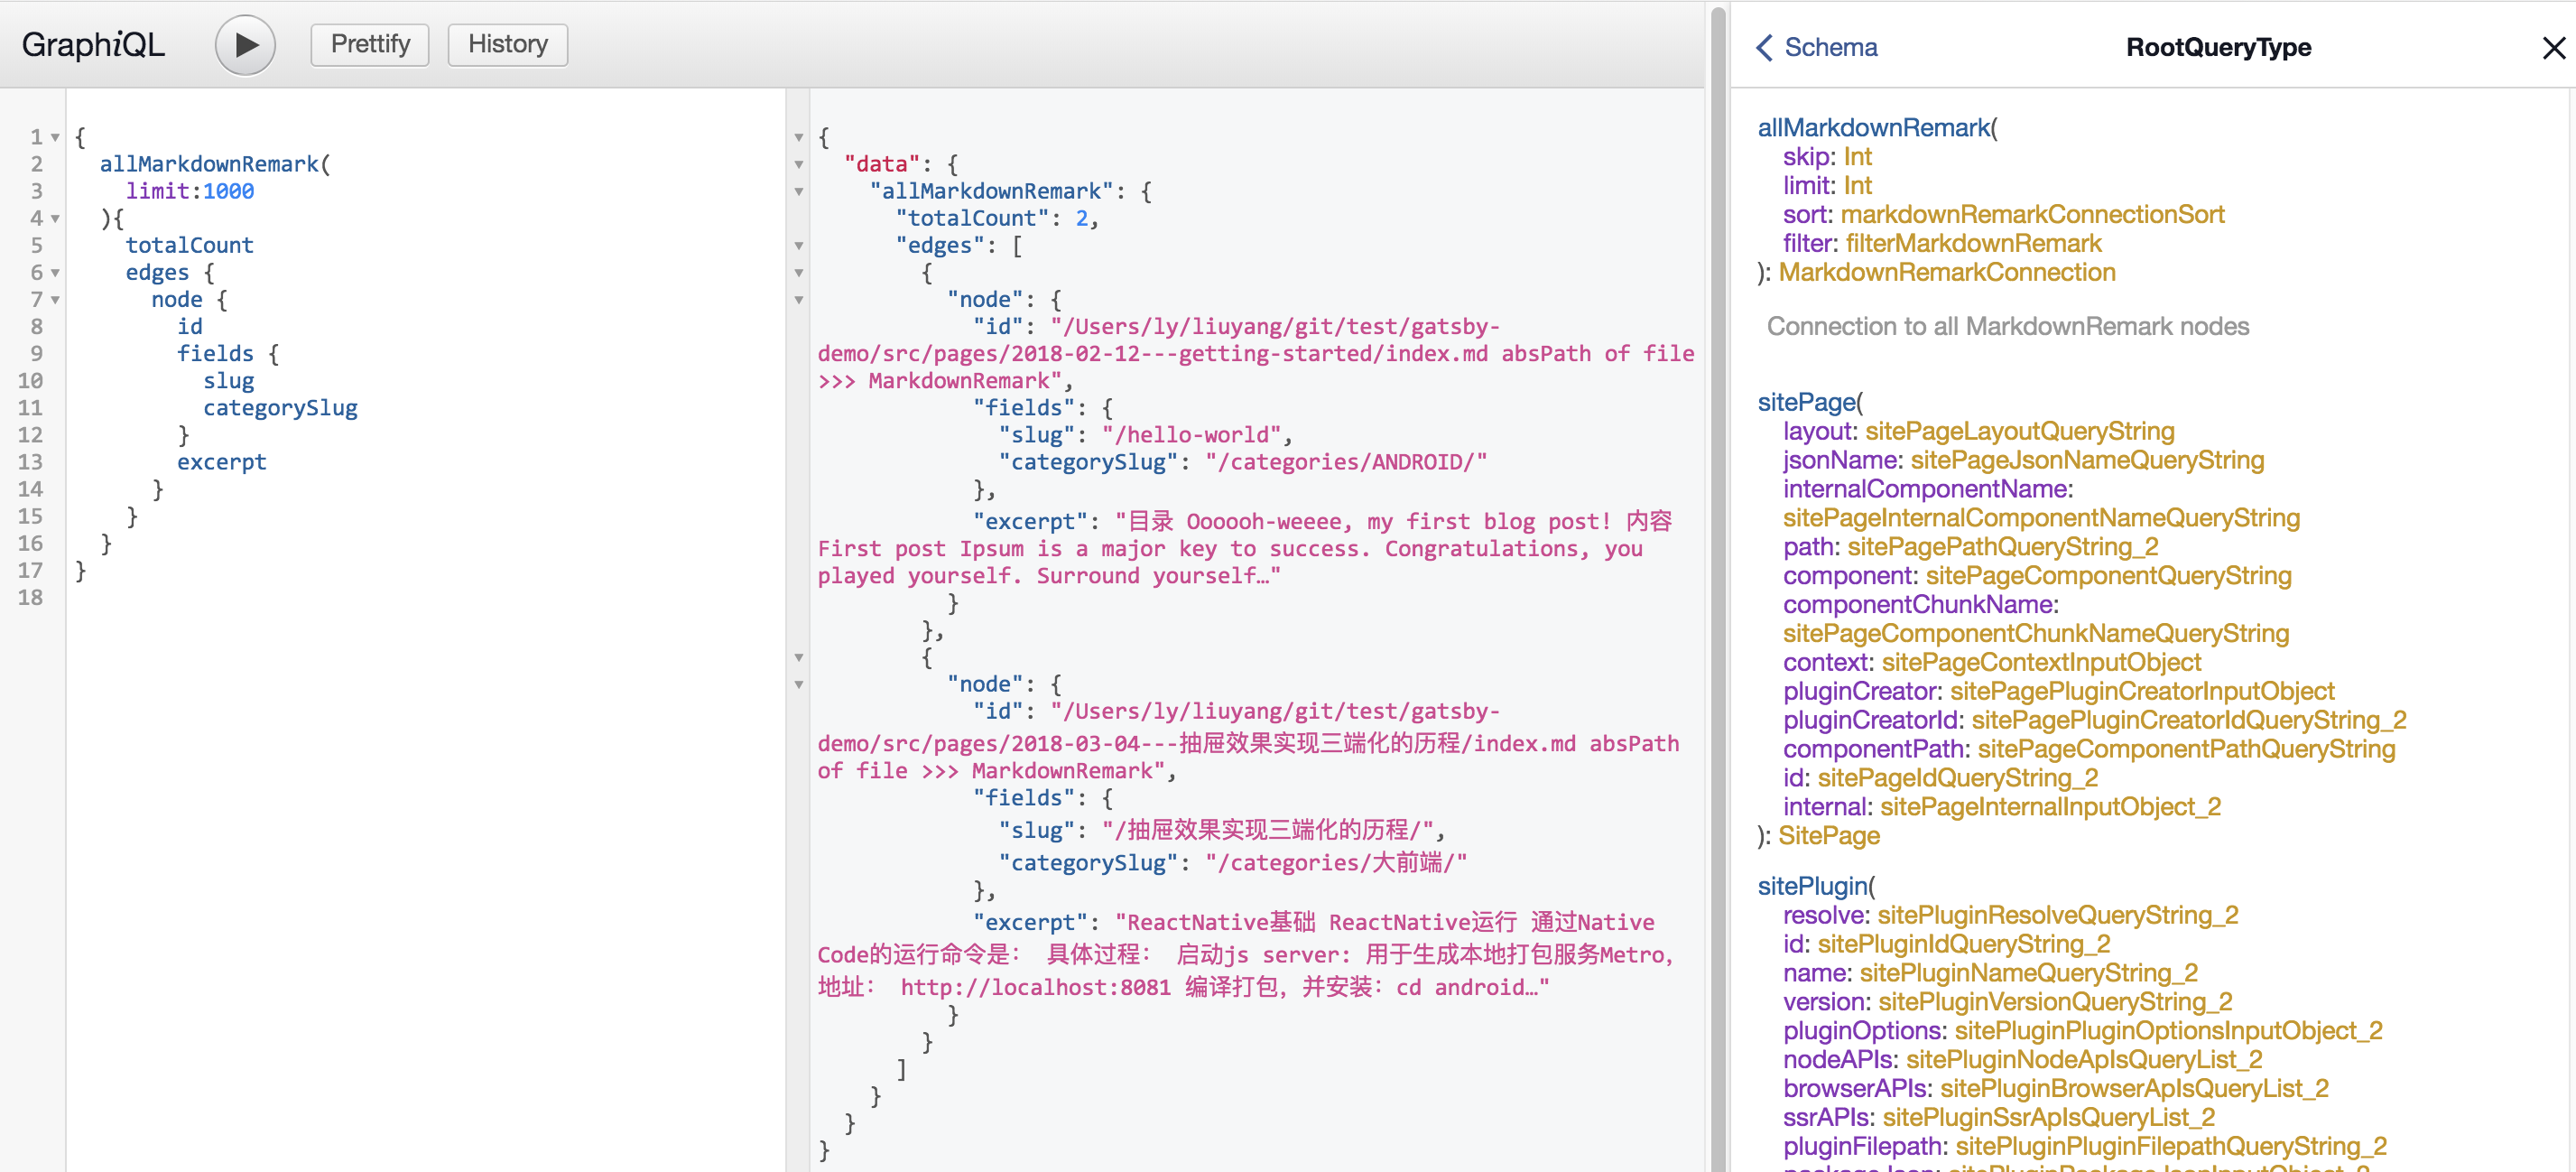 GraphiQL
Prettify
History
1 {
2 allMarkdownRemark(
3 limit:1000
4 ){
5 totalCount
6 edges {
7 node {
8 id
9 fields {
10 slug
11 categorySlug
12 }
13 excerpt
14 }
15 }
16 }
17 }
18
{
"data": {
"allMarkdownRemark": {
"totalCount": 2,
"edges": [
{
"node": {
"id": "/Users/ly/liuyang/git/test/gatsby-
demo/src/pages/2018-02-12---getting-started/index.md absPath of file
>>> MarkdownRemark",
"fields": {
"slug": "/hello-world",
"categorySlug": "/categories/ANDROID/"
},
"excerpt": "目录 Oooooh-weeee, my first blog post! 内容
First post Ipsum is a major key to success. Congratulations, you
played yourself. Surround yourself…"
}
},
{
"node": {
"id": "/Users/ly/liuyang/git/test/gatsby-
demo/src/pages/2018-03-04---抽屉效果实现三端化的历程/index.md absPath
of file >>> MarkdownRemark",
"fields": {
"slug": "/抽屉效果实现三端化的历程/",
"categorySlug": "/categories/大前端/"
},
"excerpt": "ReactNative基础 ReactNative运行 通过Native
Code的运行命令是： 具体过程： 启动js server: 用于生成本地打包服务Metro,
地址： http://localhost:8081 编译打包，并安装：cd android…"
}
}
]
}
}
}
Schema
RootQueryType
allMarkdownRemark(
skip: Int
limit: Int
sort: markdownRemarkConnectionSort
filter: filterMarkdownRemark
): MarkdownRemarkConnection
Connection to all MarkdownRemark nodes
sitePage(
layout: sitePageLayoutQueryString
jsonName: sitePageJsonNameQueryString
internalComponentName:
sitePageInternalComponentNameQueryString
path: sitePagePathQueryString_2
component: sitePageComponentQueryString
componentChunkName:
sitePageComponentChunkNameQueryString
context: sitePageContextInputObject
pluginCreator: sitePagePluginCreatorInputObject
pluginCreatorId: sitePagePluginCreatorIdQueryString_2
componentPath: sitePageComponentPathQueryString
id: sitePageIdQueryString_2
internal: sitePageInternalInputObject_2
): SitePage
sitePlugin(
resolve: sitePluginResolveQueryString_2
id: sitePluginIdQueryString_2
name: sitePluginNameQueryString_2
version: sitePluginVersionQueryString_2
pluginOptions: sitePluginPluginOptionsInputObject_2
nodeAPIs: sitePluginNodeApIsQueryList_2
browserAPIs: sitePluginBrowserApIsQueryList_2
ssrAPIs: sitePluginSsrApIsQueryList_2
pluginFilepath: sitePluginPluginFilepathQueryString_2
packageJson: sitePluginPackageJsonInputObject_2